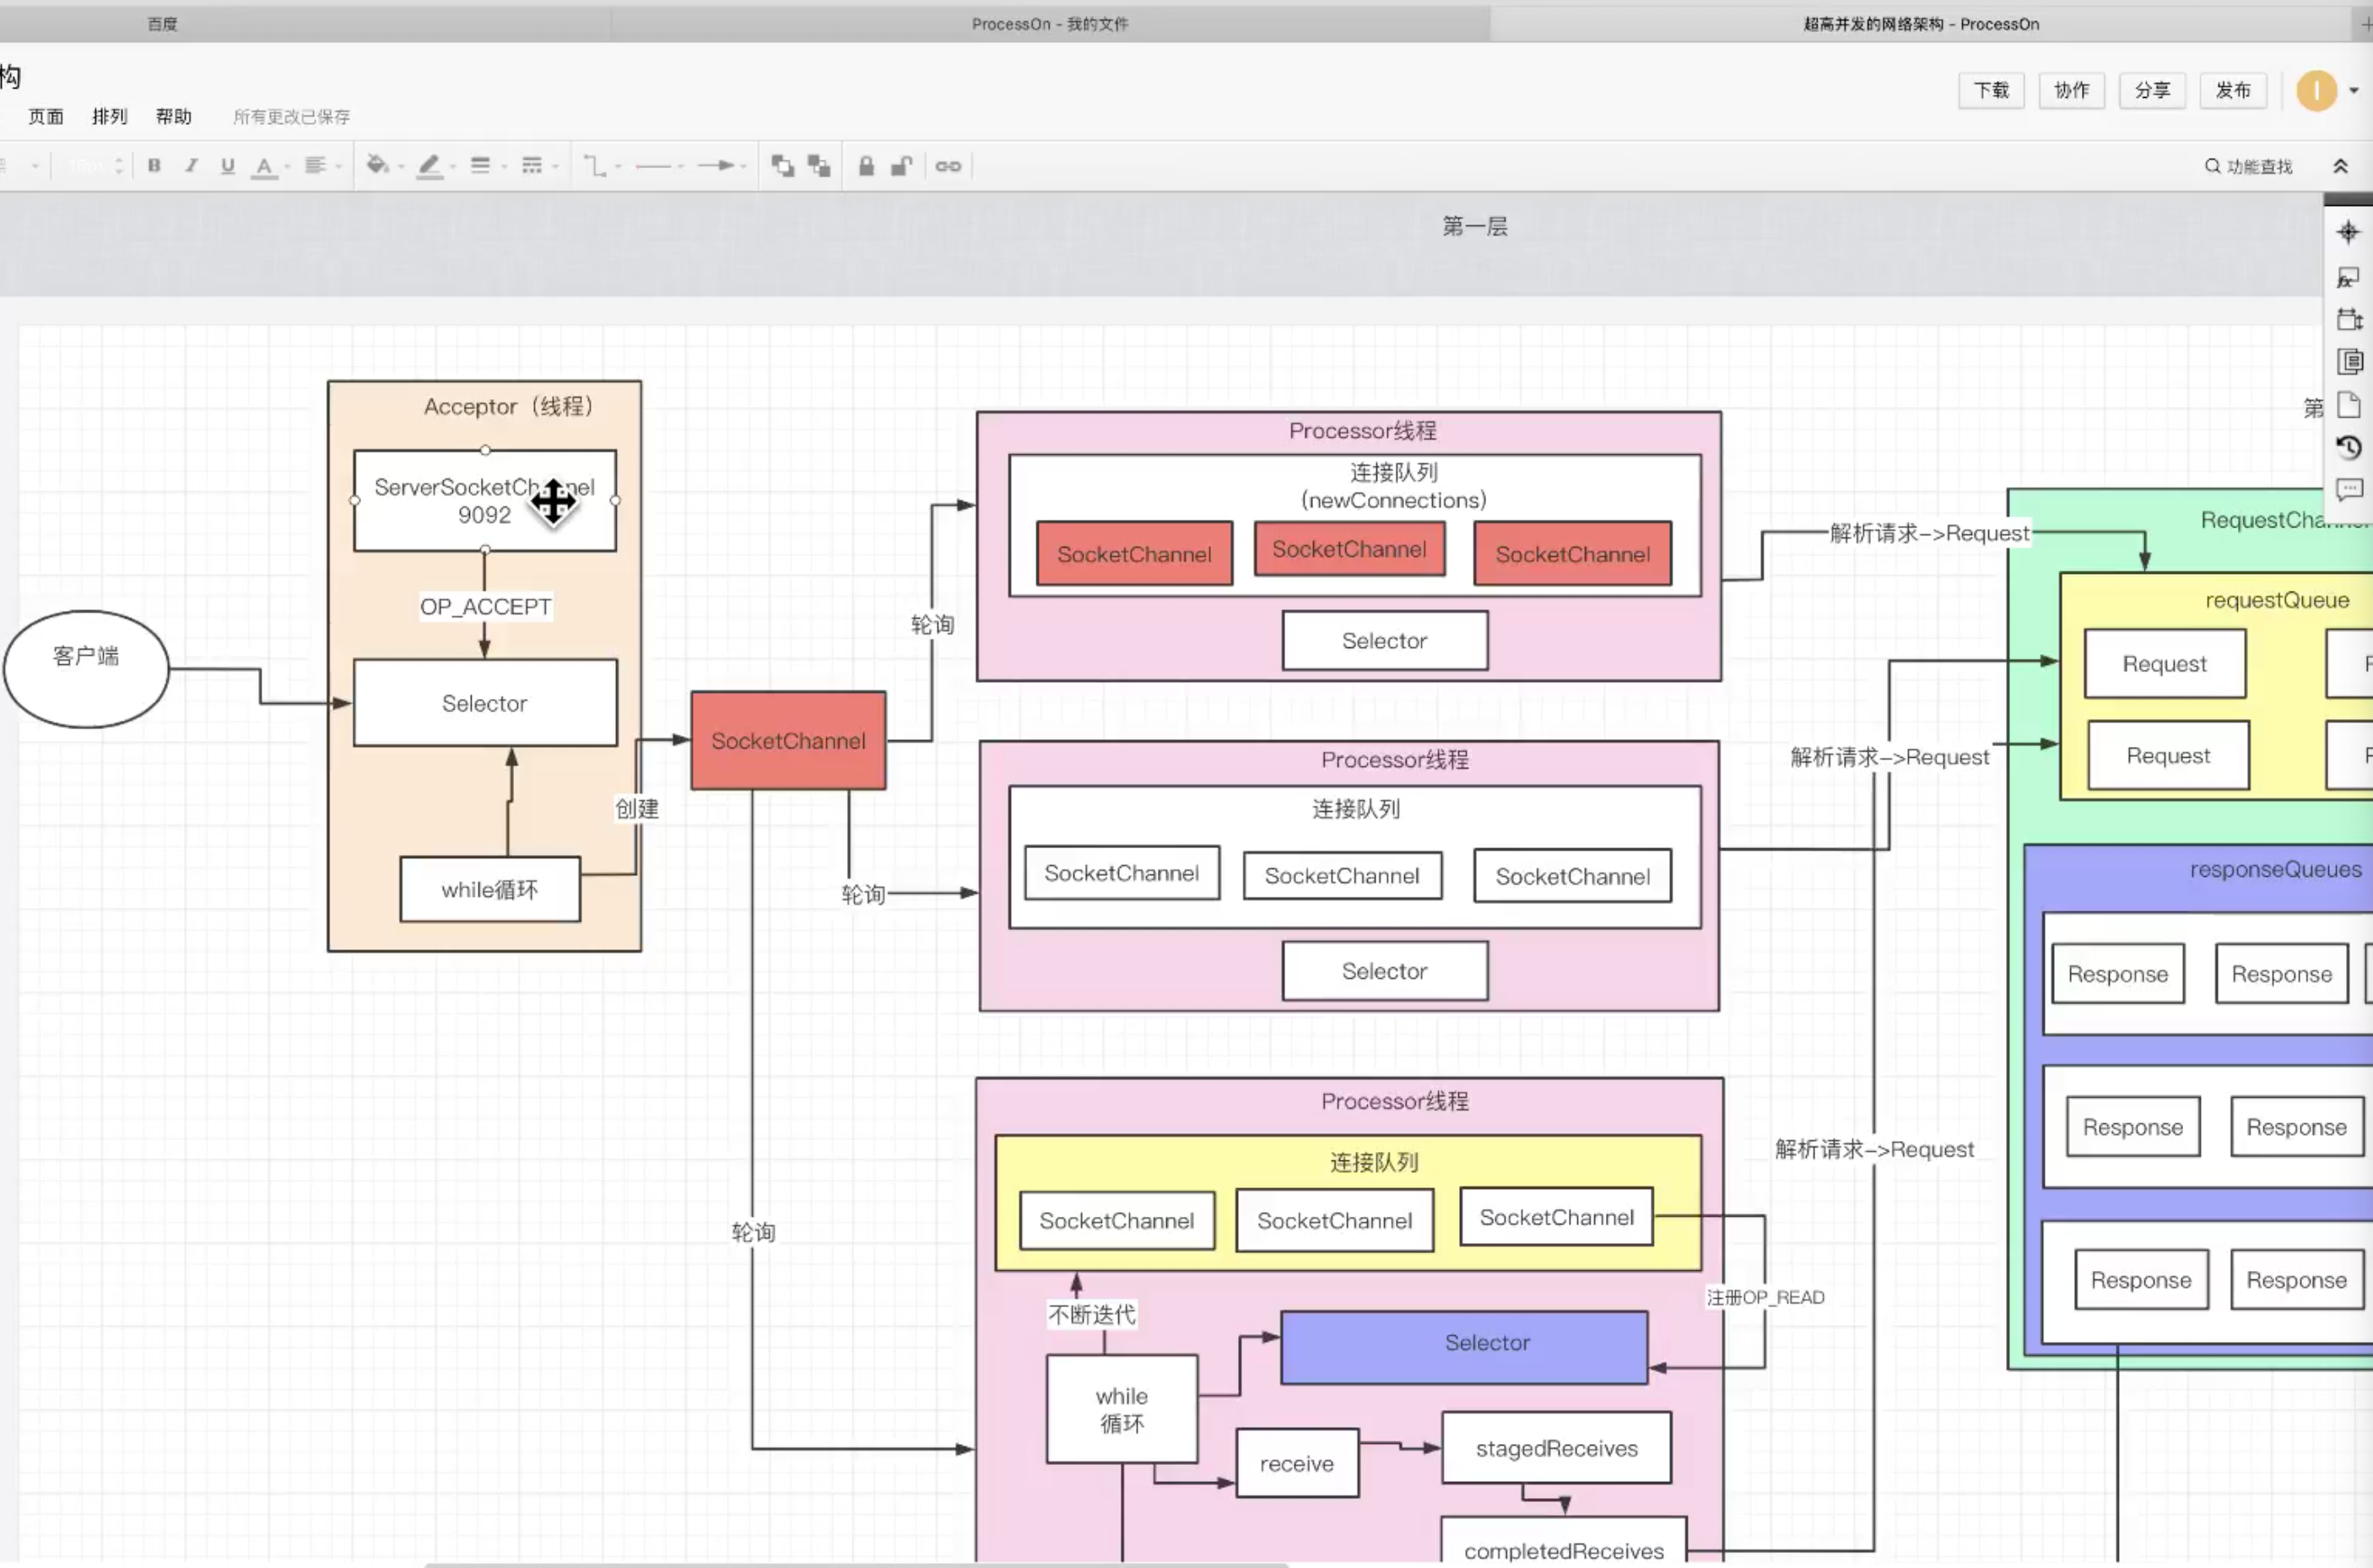 百度
ProcessOn - 我的文件
超高并发的网络架构 - ProcessOn
构
下载
协作
分享
发布
I
页面
排列
帮助
所有更改已保存
B
I
U
A
功能查找
第一层
Acceptor（线程）
9092
OP_ACCEPT
Selector
while循环
客户端
创建
SocketChannel
轮询
轮询
轮询
Processor线程
连接队列
(newConnections)
SocketChannel
SocketChannel
SocketChannel
Selector
Processor线程
连接队列
SocketChannel
SocketChannel
SocketChannel
Selector
Processor线程
连接队列
SocketChannel
SocketChannel
SocketChannel
不断迭代
注册OP_READ
Selector
while
循环
receive
stagedReceives
completedReceives
解析请求->Request
解析请求->Request
解析请求->Request
第
requestQueue
Request
Request
responseQueues
Response
Response
Response
Response
Response
Response